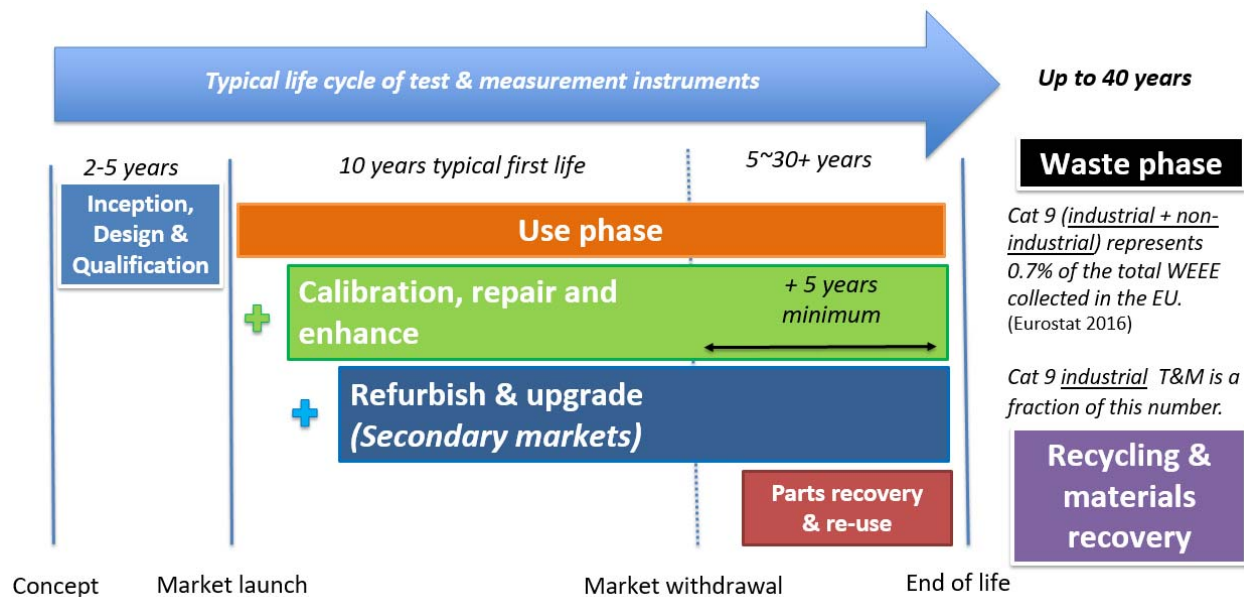 Typical life cycle of test & measurement instruments
Up to 40 years
2-5 years
10 years typical first life
5~30+ years
Inception,
Design &
Qualification
Use phase
Calibration, repair and
enhance
+ 5 years
minimum
Refurbish & upgrade
(Secondary markets)
Parts recovery
& re-use
Waste phase
Cat 9 (industrial + non-
industrial) represents
0.7% of the total WEEE
collected in the EU.
(Eurostat 2016)
Cat 9 industrial T&M is a
fraction of this number.
Recycling &
materials
recovery
Concept
Market launch
Market withdrawal
End of life